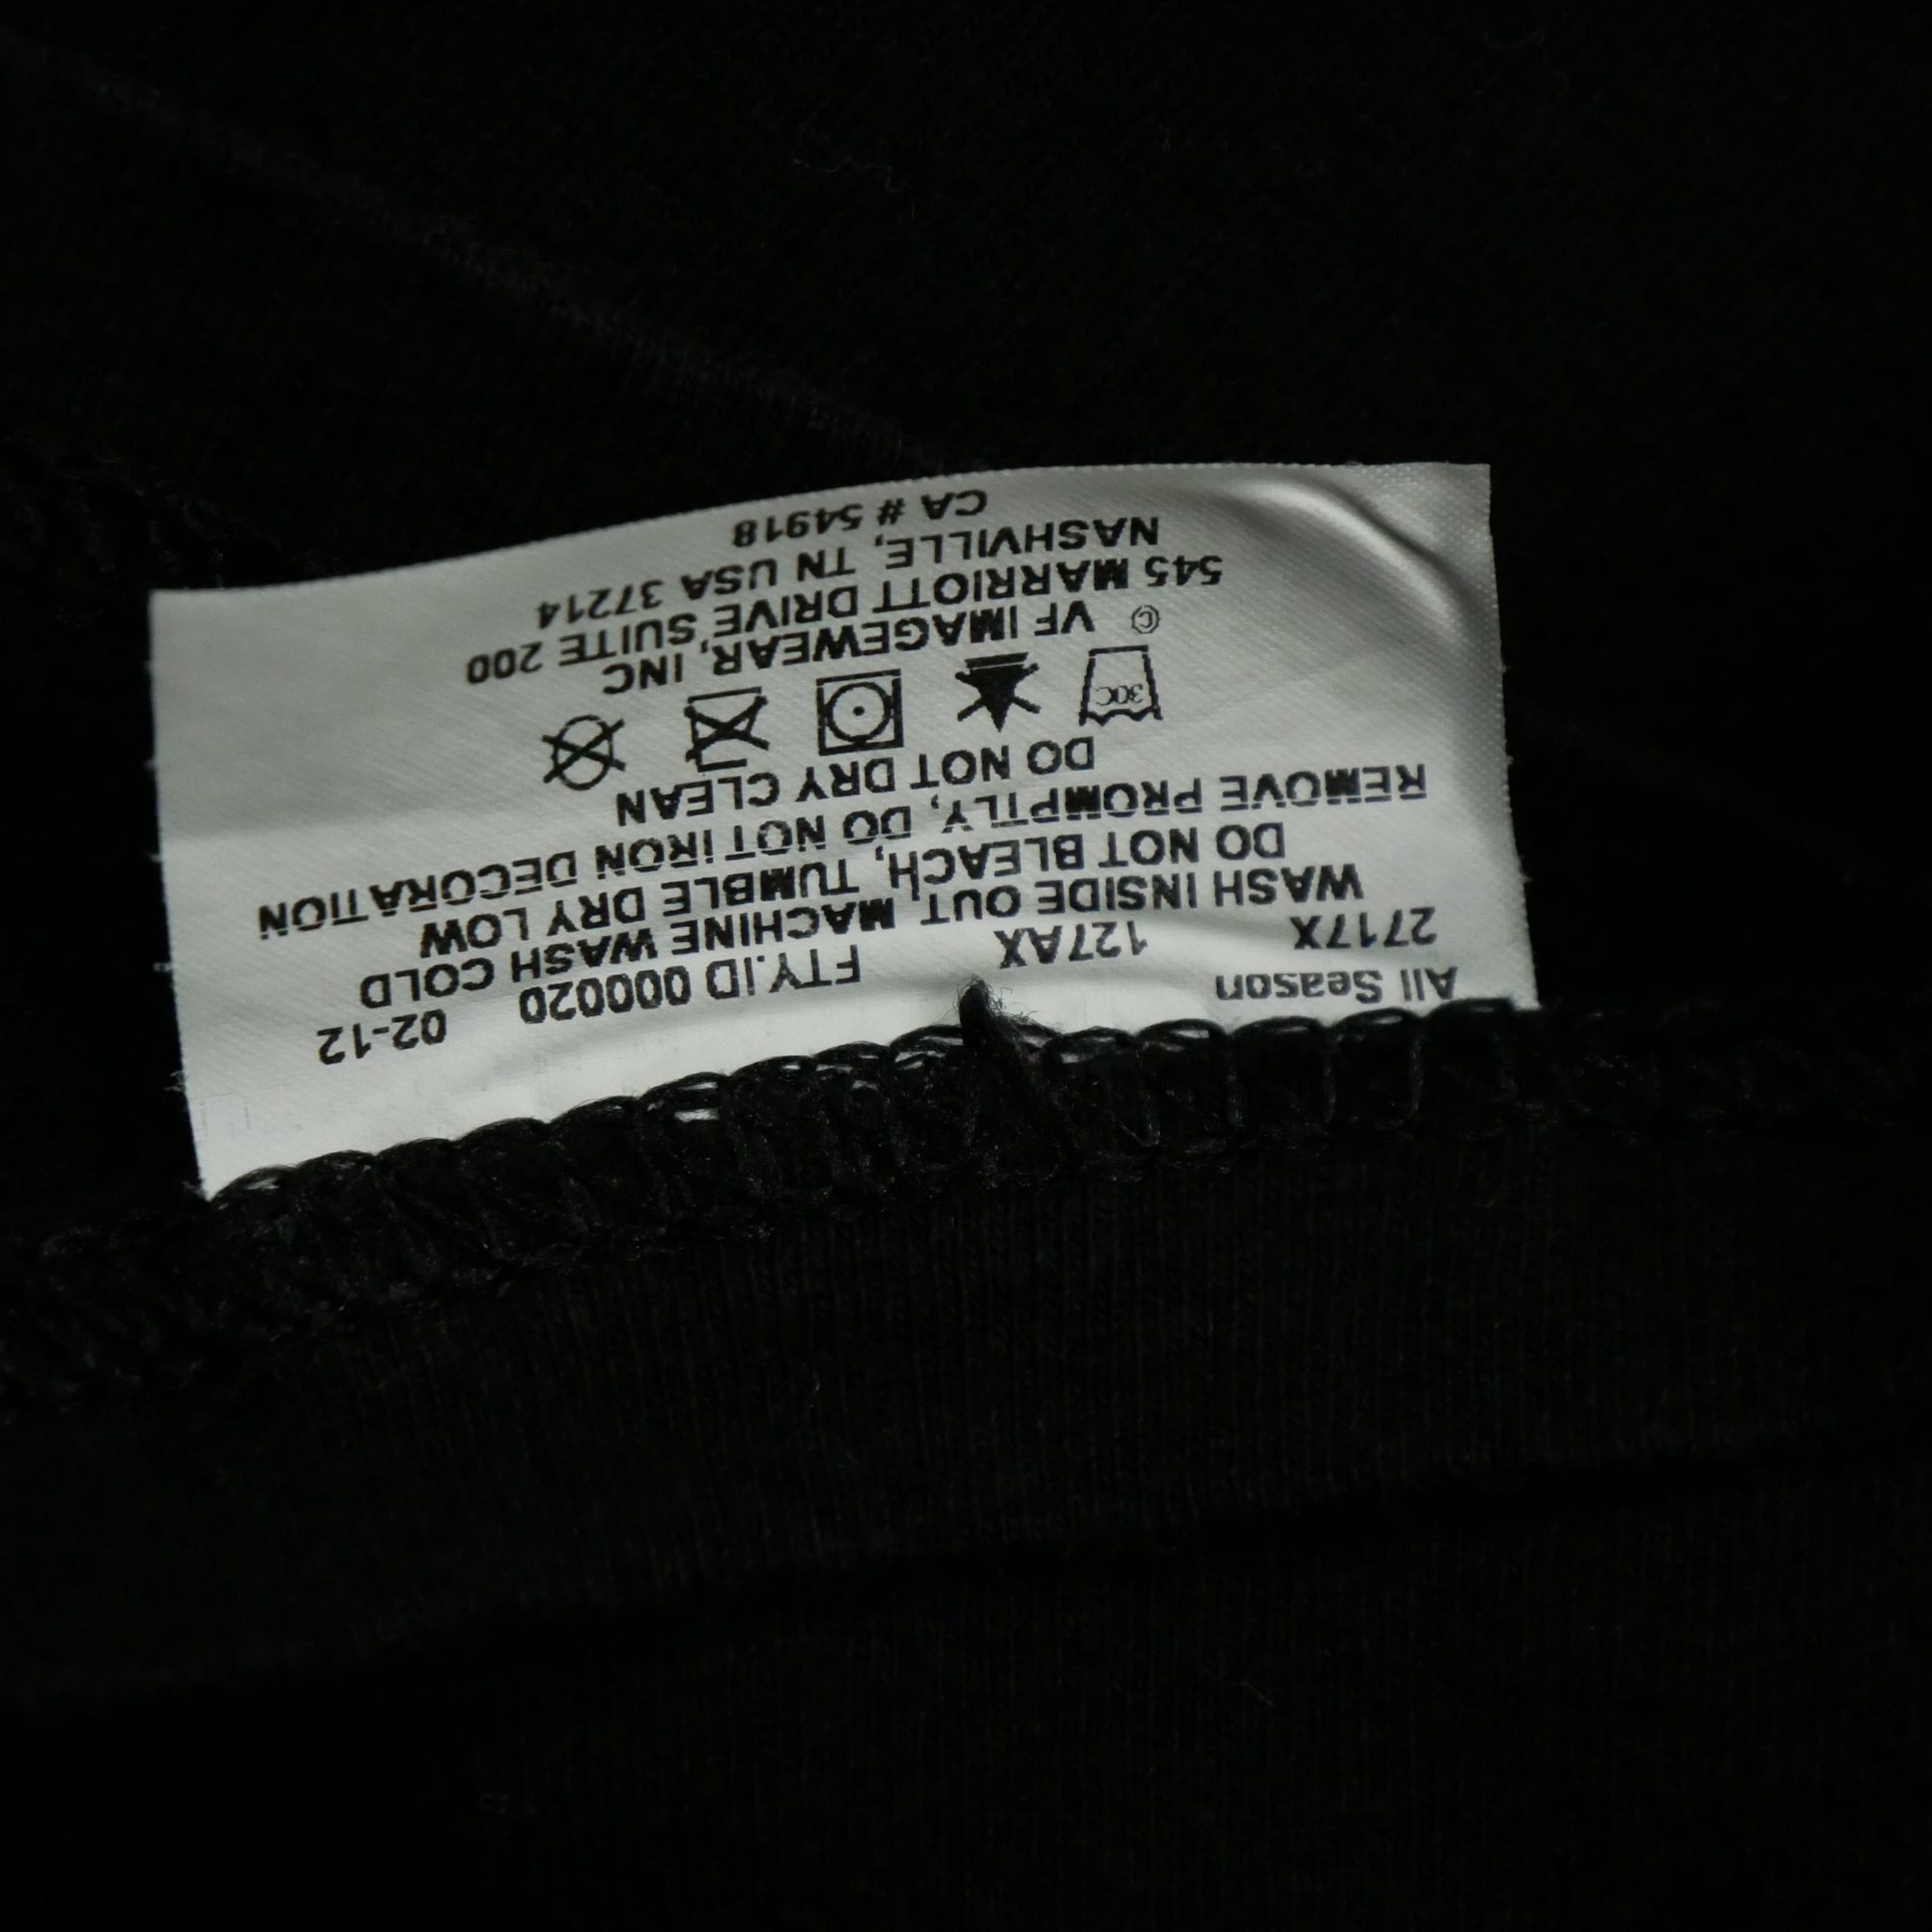 All Season
2717X 127AX FTY.ID 000020 02-12
WASH INSIDE OUT, MACHINE WASH COLD
DO NOT BLEACH, TUMBLE DRY LOW
REMOVE PROMPTLY, DO NOT IRON DECORATION
DO NOT DRY CLEAN
30C
© VF IMAGEWEAR, INC
545 MARRIOTT DRIVE, SUITE 200
NASHVILLE, TN USA 37214
CA # 54918